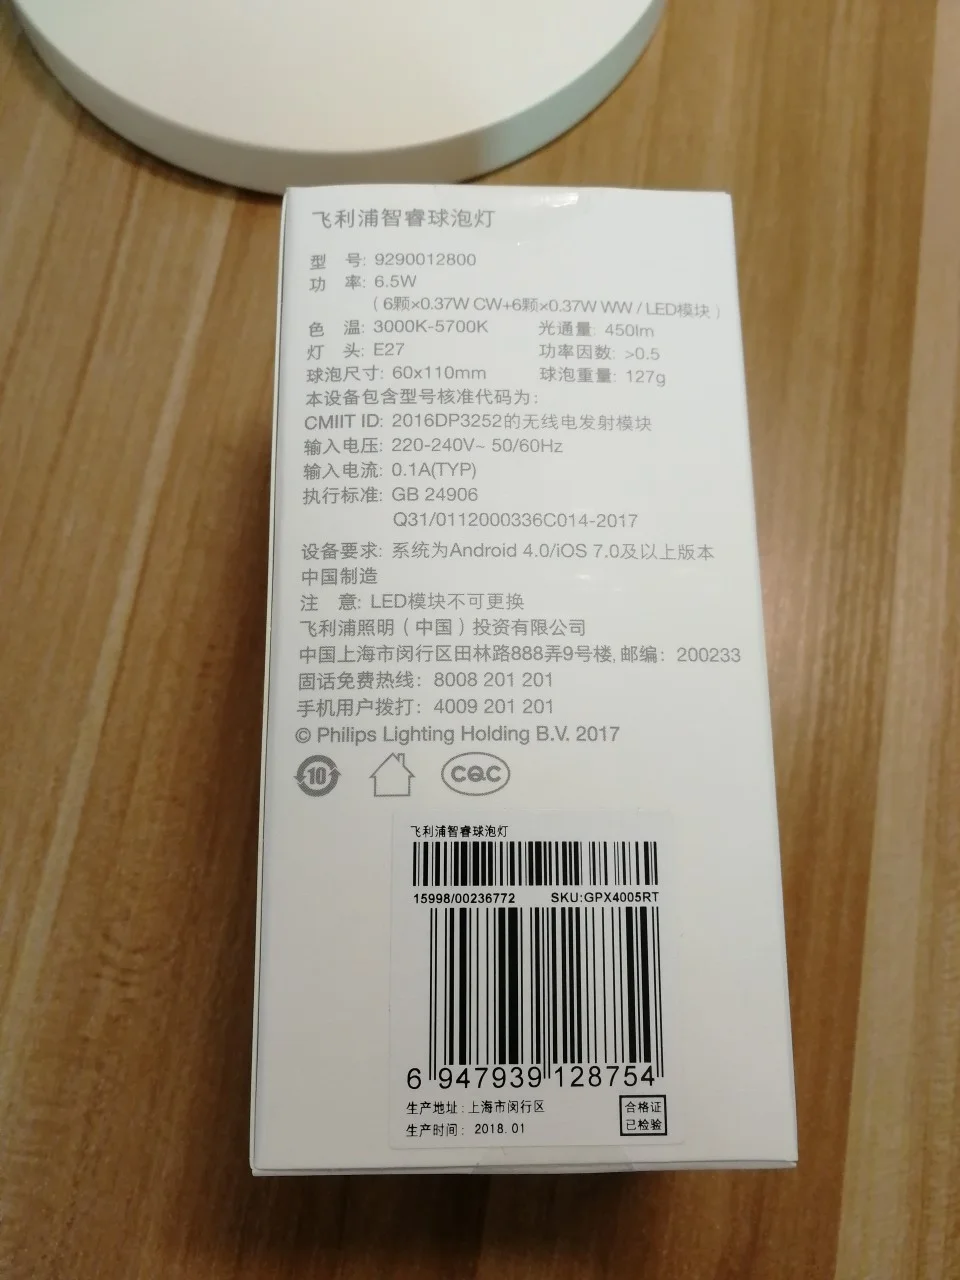 飞利浦智睿球泡灯
型 号: 9290012800
功 率: 6.5W
( 6颗×0.37W CW+6颗×0.37W WW / LED模块 )
色 温: 3000K-5700K 光通量: 450lm
灯 头: E27 功率因数: >0.5
球泡尺寸: 60x110mm 球泡重量: 127g
本设备包含型号核准代码为:
CMIIT ID: 2016DP3252的无线电发射模块
输入电压: 220-240V~ 50/60Hz
输入电流: 0.1A(TYP)
执行标准: GB 24906
Q31/0112000336C014-2017
设备要求: 系统为Android 4.0/iOS 7.0及以上版本
中国制造
注 意: LED模块不可更换
飞利浦照明（中国）投资有限公司
中国上海市闵行区田林路888弄9号楼, 邮编: 200233
固话免费热线: 8008 201 201
手机用户拨打: 4009 201 201
© Philips Lighting Holding B.V. 2017
10 CQC
飞利浦智睿球泡灯
15998/00236772 SKU:GPX4005RT
6 947939 128754
生产地址: 上海市闵行区 合格证
生产时间: 2018.01 已检验